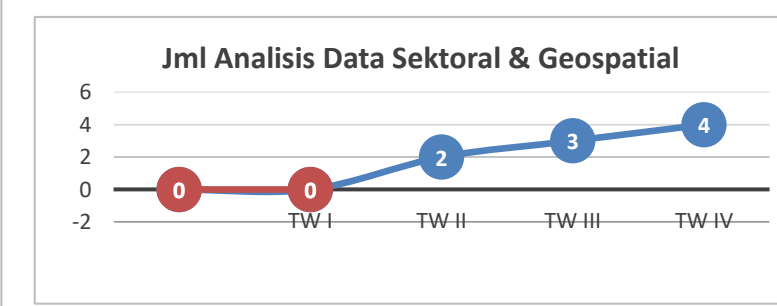 Jml Analisis Data Sektoral & Geospatial
6
4
2
0
-2
0
0
2
3
4
TW I
TW II
TW III
TW IV